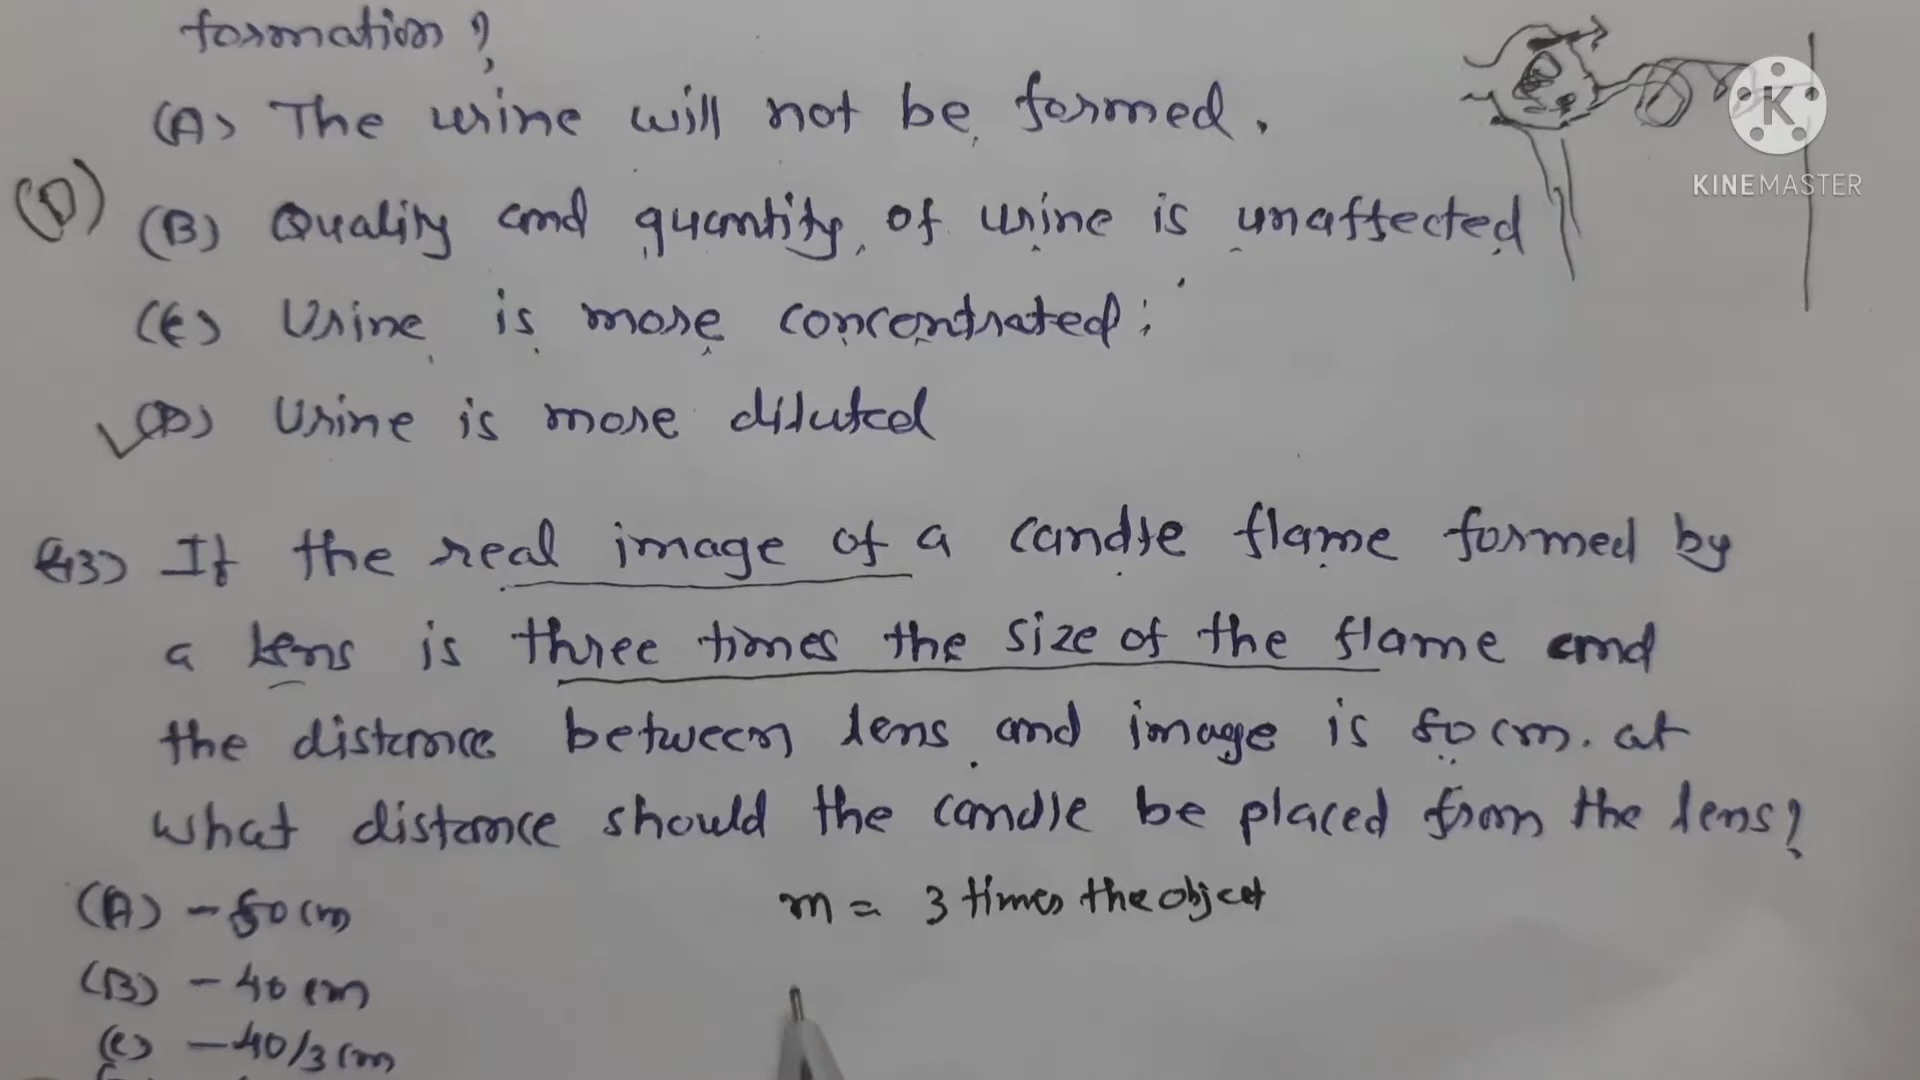 formation?
(A) The urine will not be formed.
(D)
(B) Quality and quantity of urine is unaffected
(C) Urine is more concentrated.
(D) Urine is more diluted
If the real image of a candle flame formed by
a lens is three times the size of the flame and
the distance between lens and image is cm. at
what distance should the candle be placed from the lens?
(A) cm
m = 3 times the object
(B) - 40 cm
(C) - 40/3 cm
KINEMASTER